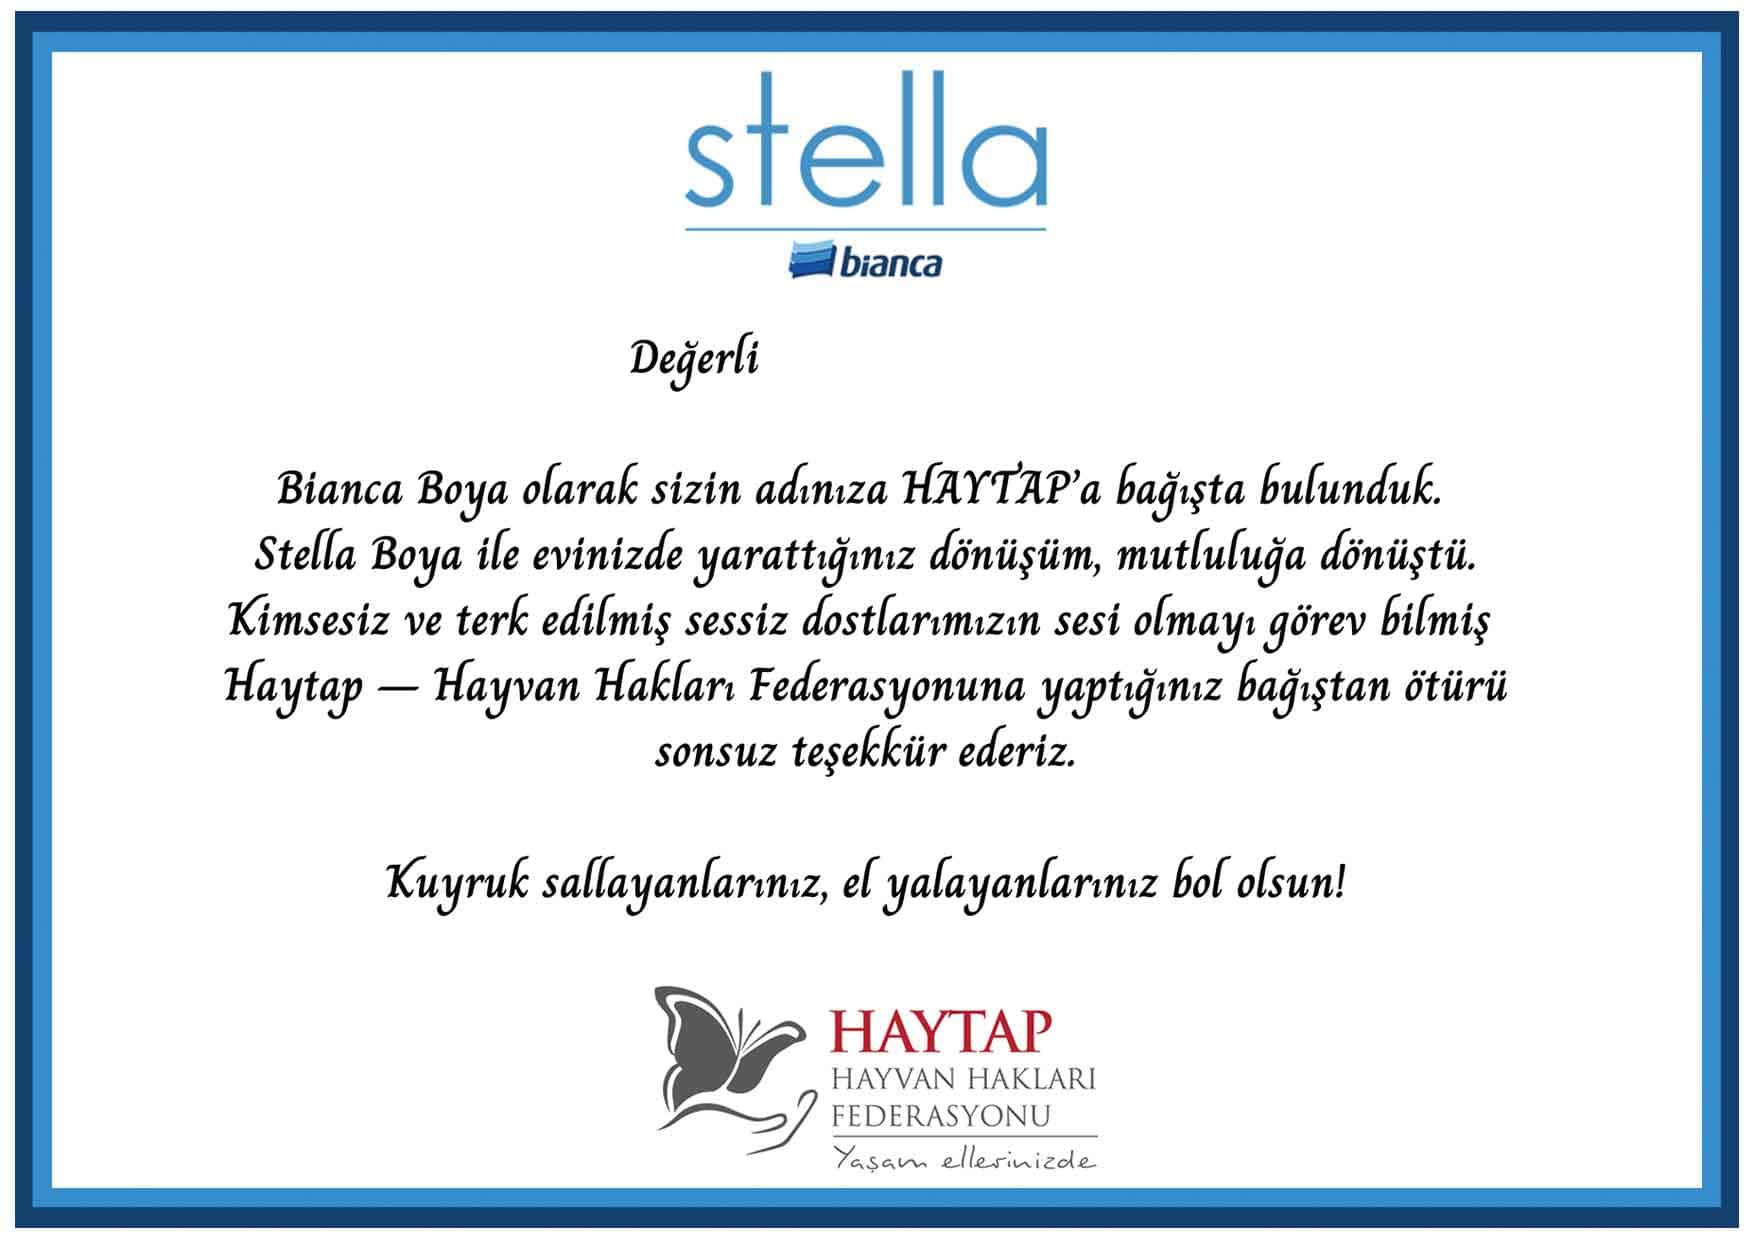 stella
bianca
Değerli
Bianca Boya olarak sizin adınıza HAYTAP'a bağışta bulunduk.
Stella Boya ile evinizde yarattığınız dönüşüm, mutluluğa dönüştü.
Kimsesiz ve terk edilmiş sessiz dostlarımızın sesi olmayı görev bilmiş
Haytap — Hayvan Hakları Federasyonuna yaptığınız bağıştan ötürü
sonsuz teşekkür ederiz.
Kuyruk sallayanlarınız, el yalayanlarınız bol olsun!
HAYTAP
HAYVAN HAKLARI
FEDERASYONU
Yaşam ellerinizde